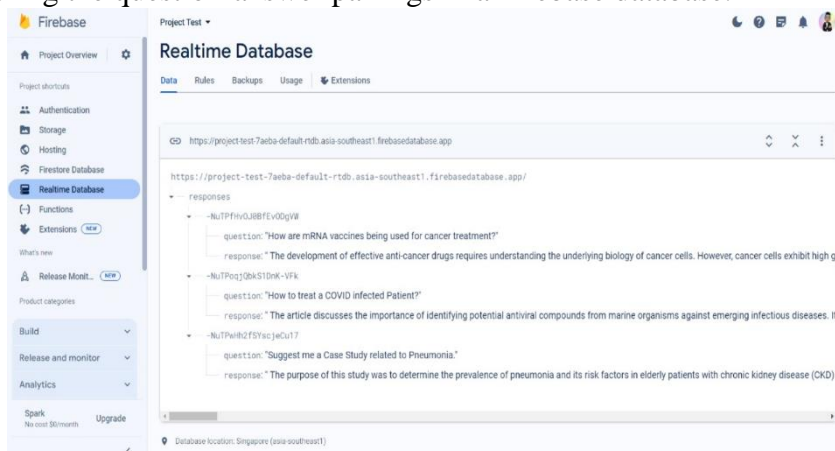 Firebase
Project Overview
Project shortcuts
Authentication
Storage
Hosting
Firestore Database
Realtime Database
Functions
Extensions NEW
What's new
Release Monit... NEW
Product categories
Build
Release and monitor
Analytics
Spark
No cost $0/month
Upgrade
Project Test
Realtime Database
Data Rules Backups Usage Extensions
https://project-test-7aeba-default-rtdb.asia-southeast1.firebasedatabase.app
https://project-test-7aeba-default-rtdb.asia-southeast1.firebasedatabase.app/
responses
question: "How are mRNA vaccines being used for cancer treatment?"
response: " The development of effective anti-cancer drugs requires understanding the underlying biology of cancer cells. However, cancer cells exhibit high g
question: "How to treat a COVID infected Patient?"
response: " The article discusses the importance of identifying potential antiviral compounds from marine organisms against emerging infectious diseases. I
question: "Suggest me a Case Study related to Pneumonia."
response: " The purpose of this study was to determine the prevalence of pneumonia and its risk factors in elderly patients with chronic kidney disease (CKD)
Database location: Singapore (asia-southeast1)